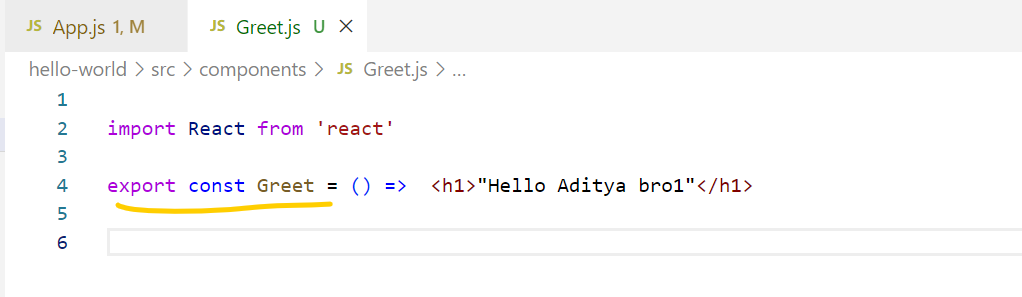 JS App.js 1, M JS Greet.js U
hello-world > src > components > JS Greet.js > ...
1
2 import React from 'react'
3
4 export const Greet = () => <h1>"Hello Aditya bro1"</h1>
5
6